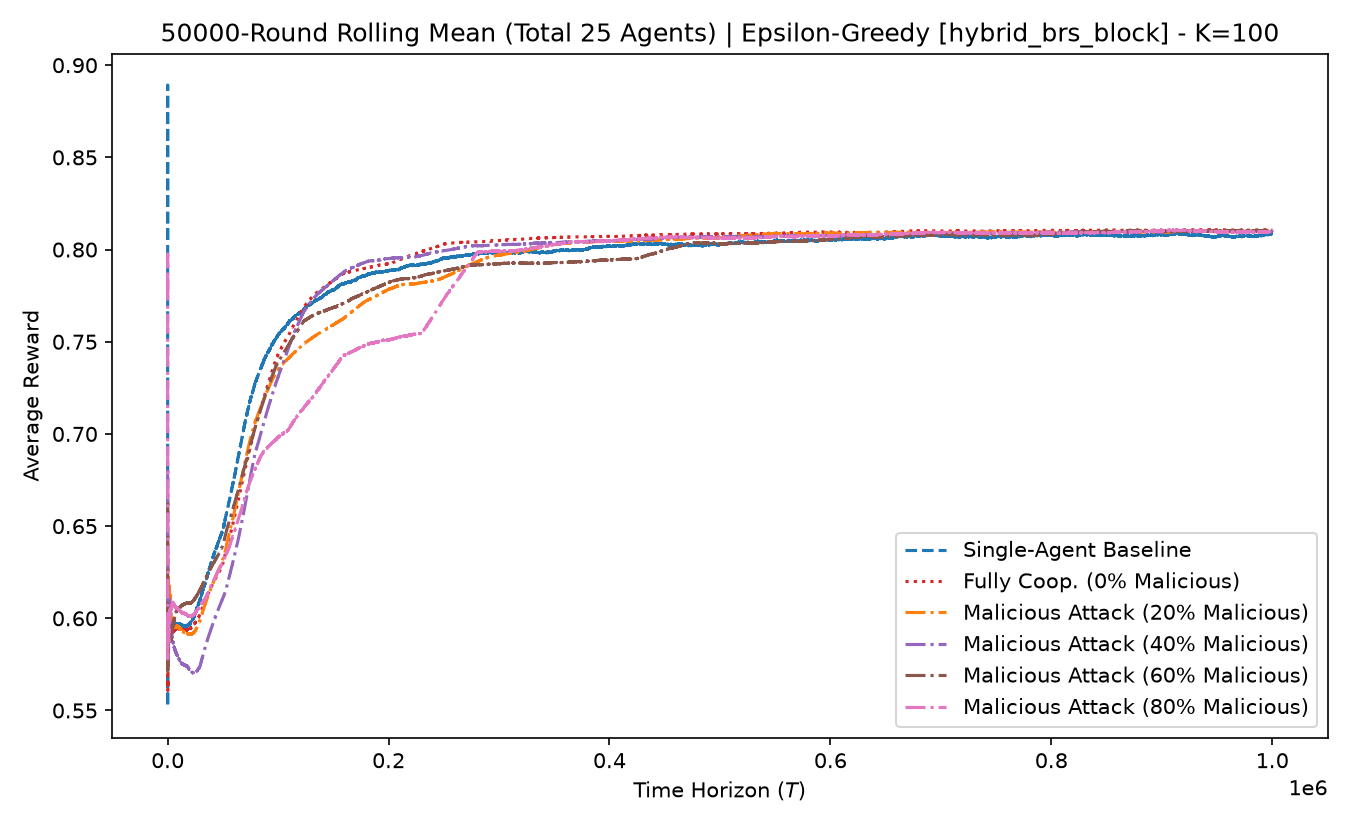 50000-Round Rolling Mean (Total 25 Agents) | Epsilon-Greedy [hybrid_brs_block] - K=100
Average Reward
0.90
0.85
0.80
0.75
0.70
0.65
0.60
0.55
Single-Agent Baseline
Fully Coop. (0% Malicious)
Malicious Attack (20% Malicious)
Malicious Attack (40% Malicious)
Malicious Attack (60% Malicious)
Malicious Attack (80% Malicious)
0.0 0.2 0.4 0.6 0.8 1.0
1e6
Time Horizon (T)